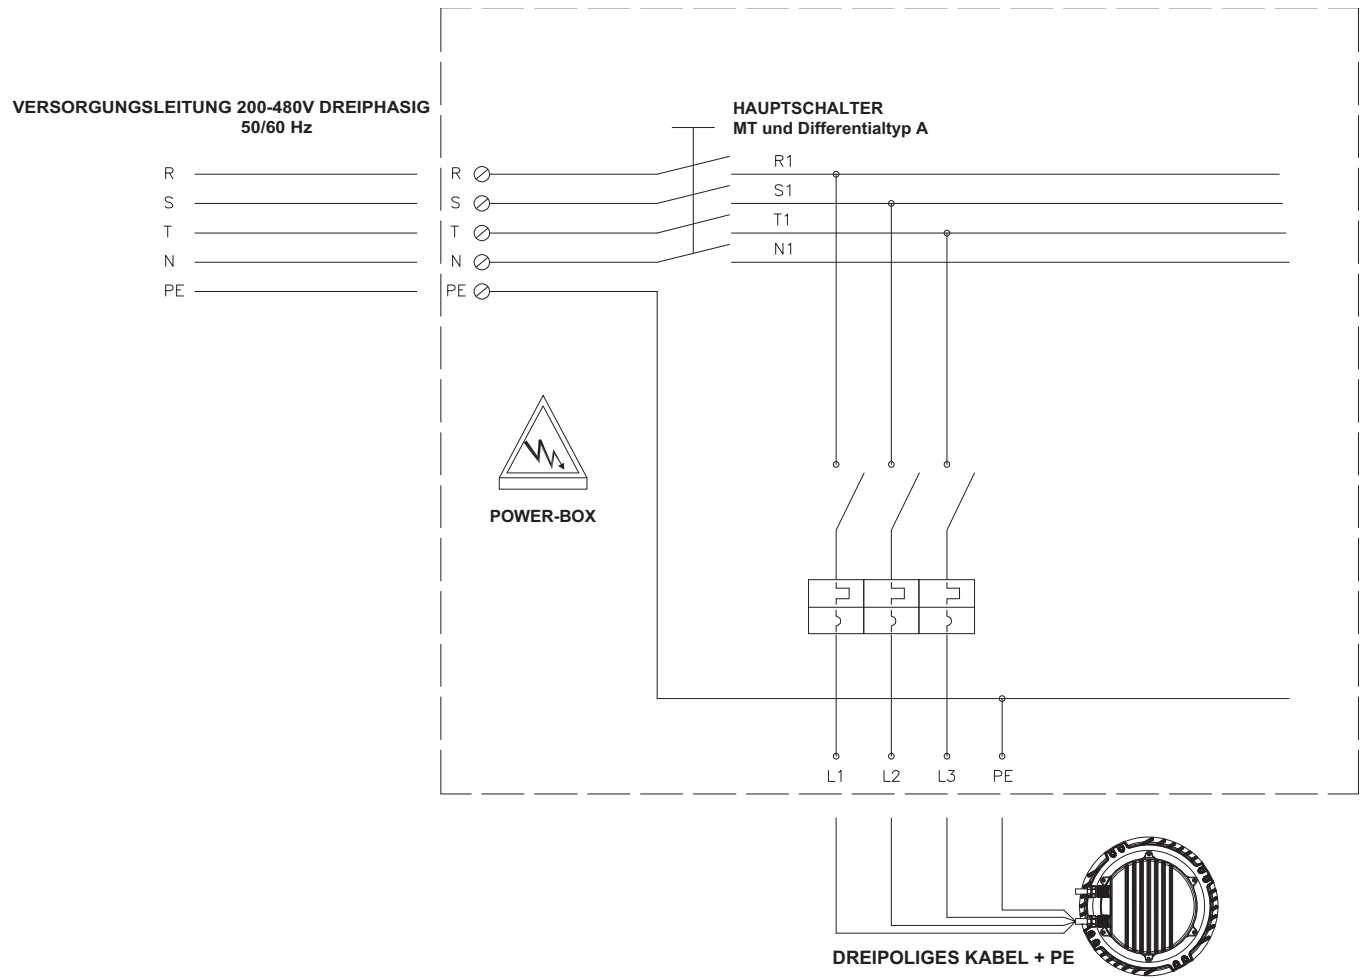 VERSORGUNGSLEITUNG 200-480V DREIPHASIG
50/60 Hz
HAUPTSCHALTER
MT und Differentialtyp A
R R R1
S S S1
T T T1
N N N1
PE PE
POWER-BOX
L1 L2 L3 PE
DREIPOLIGES KABEL + PE